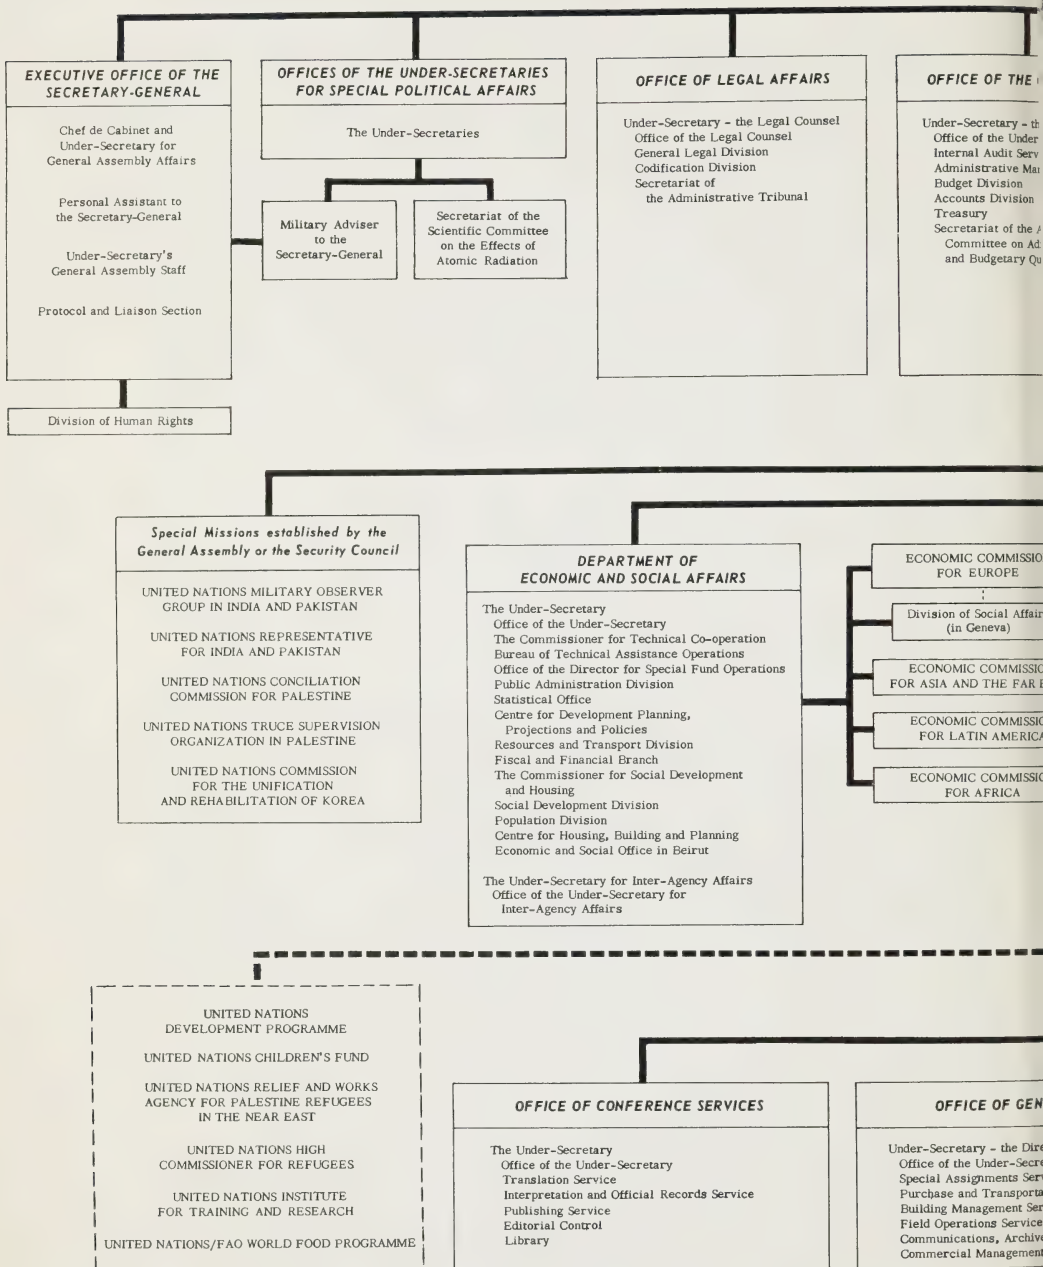 EXECUTIVE OFFICE OF THE
SECRETARY-GENERAL
Chef de Cabinet and
Under-Secretary for
General Assembly Affairs
Personal Assistant to
the Secretary-General
Under-Secretary's
General Assembly Staff
Protocol and Liaison Section
Division of Human Rights
OFFICES OF THE UNDER-SECRETARIES
FOR SPECIAL POLITICAL AFFAIRS
The Under-Secretaries
Military Adviser
to the
Secretary-General
Secretariat of the
Scientific Committee
on the Effects of
Atomic Radiation
OFFICE OF LEGAL AFFAIRS
Under-Secretary - the Legal Counsel
Office of the Legal Counsel
General Legal Division
Codification Division
Secretariat of
the Administrative Tribunal
OFFICE OF THE
Under-Secretary -
Office of the Under
Internal Audit
Administrative
Budget Division
Accounts Division
Treasury
Secretariat of the
Committee on
and Budgetary
Special Missions established by the
General Assembly or the Security Council
UNITED NATIONS MILITARY OBSERVER
GROUP IN INDIA AND PAKISTAN
UNITED NATIONS REPRESENTATIVE
FOR INDIA AND PAKISTAN
UNITED NATIONS CONCILIATION
COMMISSION FOR PALESTINE
UNITED NATIONS TRUCE SUPERVISION
ORGANIZATION IN PALESTINE
UNITED NATIONS COMMISSION
FOR THE UNIFICATION
AND REHABILITATION OF KOREA
DEPARTMENT OF
ECONOMIC AND SOCIAL AFFAIRS
The Under-Secretary
Office of the Under-Secretary
The Commissioner for Technical Co-operation
Bureau of Technical Assistance Operations
Office of the Director for Special Fund Operations
Public Administration Division
Statistical Office
Centre for Development Planning,
Projections and Policies
Resources and Transport Division
Fiscal and Financial Branch
The Commissioner for Social Development
and Housing
Social Development Division
Population Division
Centre for Housing, Building and Planning
Economic and Social Office in Beirut
The Under-Secretary for Inter-Agency Affairs
Office of the Under-Secretary for
Inter-Agency Affairs
ECONOMIC COMMISSIO
FOR EUROPE
Division of Social Affair
(in Geneva)
ECONOMIC COMMISSIO
FOR ASIA AND THE FAR E
ECONOMIC COMMISSIO
FOR LATIN AMERICA
ECONOMIC COMMISSIO
FOR AFRICA
UNITED NATIONS
DEVELOPMENT PROGRAMME
UNITED NATIONS CHILDREN'S FUND
UNITED NATIONS RELIEF AND WORKS
AGENCY FOR PALESTINE REFUGEES
IN THE NEAR EAST
UNITED NATIONS HIGH
COMMISSIONER FOR REFUGEES
UNITED NATIONS INSTITUTE
FOR TRAINING AND RESEARCH
UNITED NATIONS/FAO WORLD FOOD PROGRAMME
OFFICE OF CONFERENCE SERVICES
The Under-Secretary
Office of the Under-Secretary
Translation Service
Interpretation and Official Records Service
Publishing Service
Editorial Control
Library
OFFICE OF GEN
Under-Secretary - the Dire
Office of the Under-Secre
Special Assignments Ser
Purchase and Transporta
Building Management Ser
Field Operations Service
Communications, Archive
Commercial Management